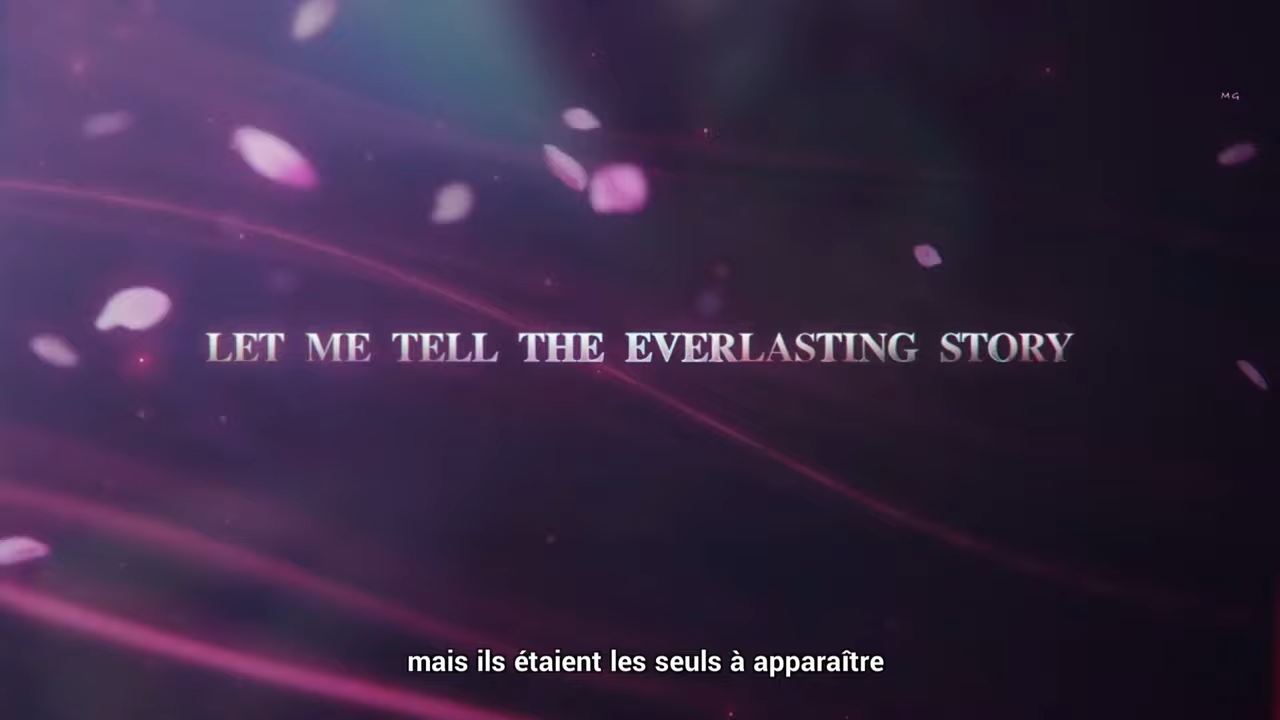 MG
LET ME TELL THE EVERLASTING STORY
mais ils étaient les seuls à apparaître